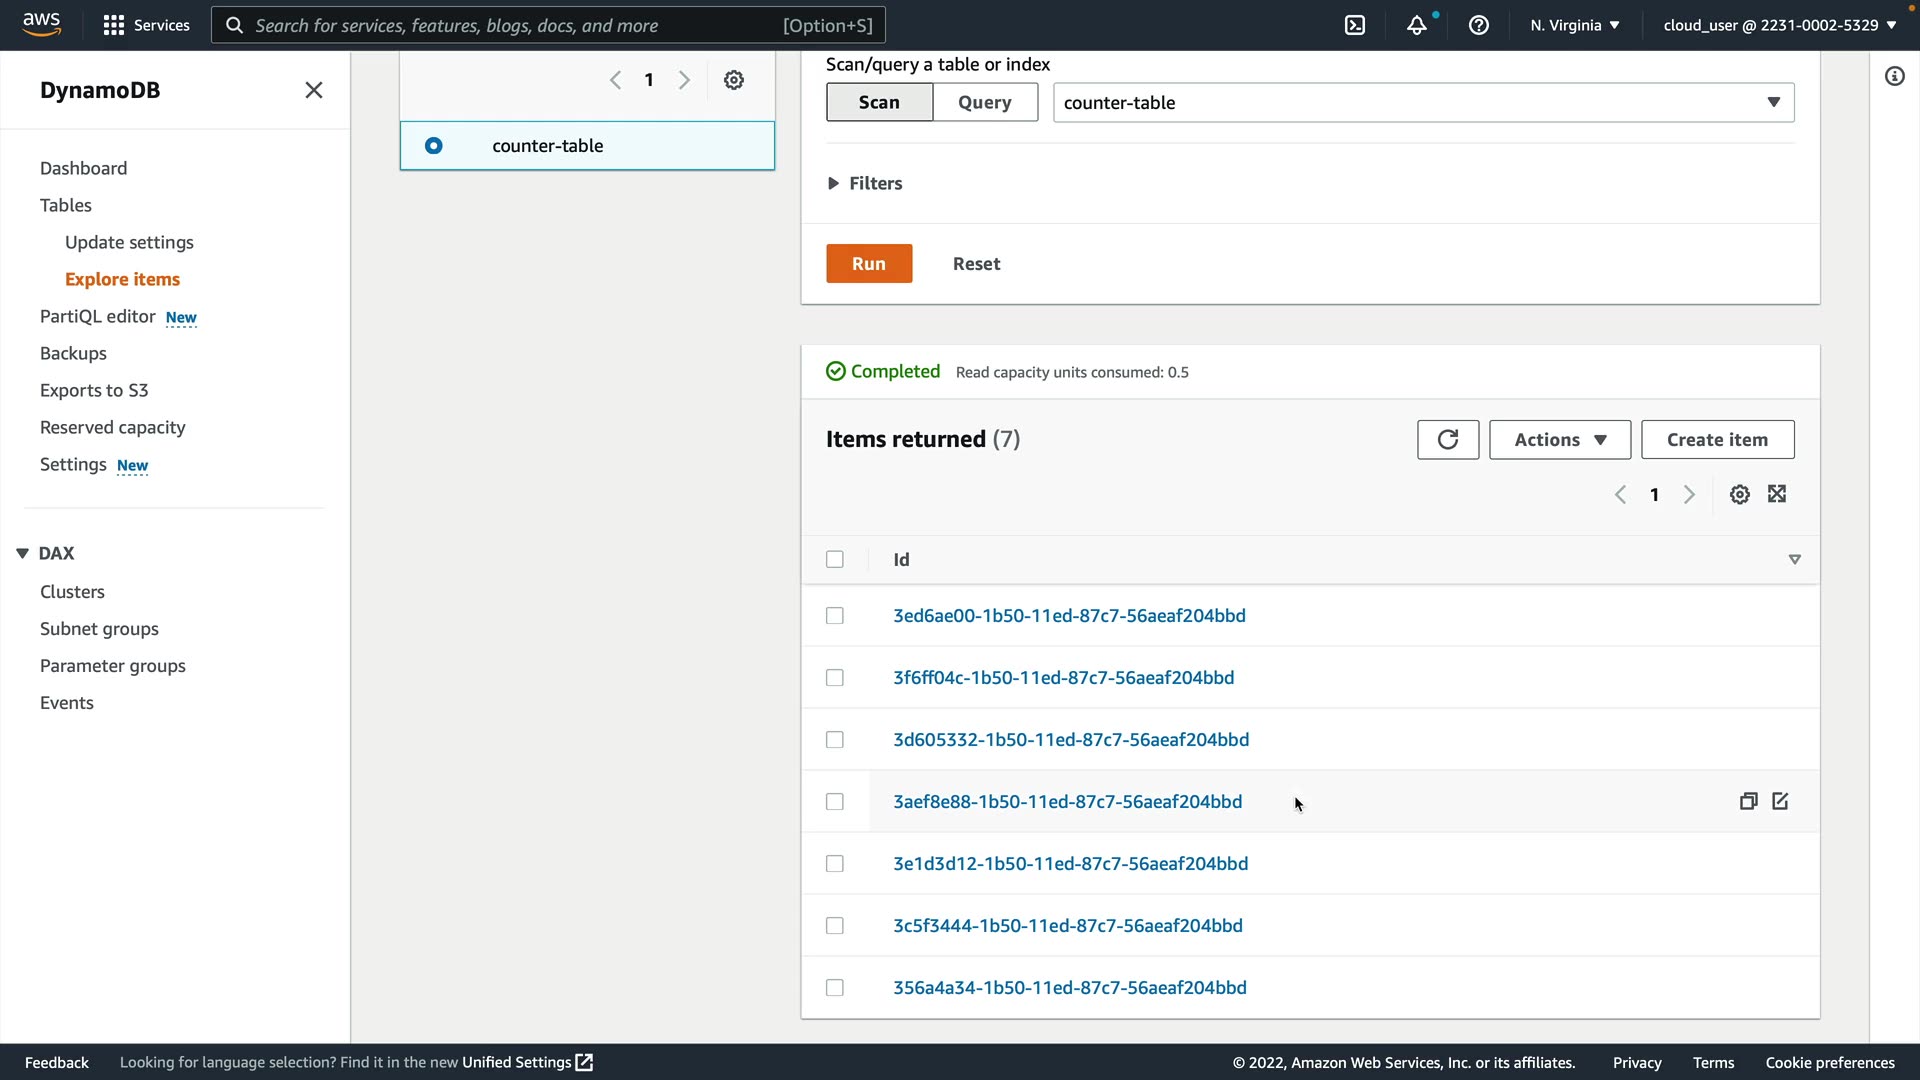 aws
Services
Search for services, features, blogs, docs, and more [Option+S]
N. Virginia
cloud_user @ 2231-0002-5329
DynamoDB
Dashboard
Tables
Update settings
Explore items
PartiQL editor New
Backups
Exports to S3
Reserved capacity
Settings New
DAX
Clusters
Subnet groups
Parameter groups
Events
1
counter-table
Scan/query a table or index
Scan
Query
counter-table
Filters
Run
Reset
Completed Read capacity units consumed: 0.5
Items returned (7)
Actions
Create item
1
Id
3ed6ae00-1b50-11ed-87c7-56aeaf204bbd
3f6ff04c-1b50-11ed-87c7-56aeaf204bbd
3d605332-1b50-11ed-87c7-56aeaf204bbd
3aef8e88-1b50-11ed-87c7-56aeaf204bbd
3e1d3d12-1b50-11ed-87c7-56aeaf204bbd
3c5f3444-1b50-11ed-87c7-56aeaf204bbd
356a4a34-1b50-11ed-87c7-56aeaf204bbd
Feedback
Looking for language selection? Find it in the new Unified Settings
© 2022, Amazon Web Services, Inc. or its affiliates.
Privacy
Terms
Cookie preferences